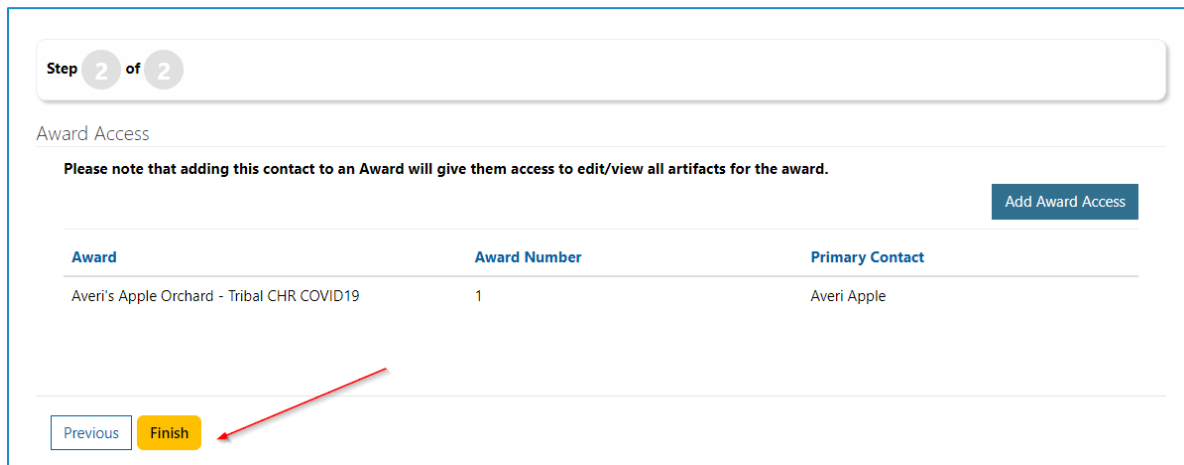 Step 2 of 2
Award Access
Please note that adding this contact to an Award will give them access to edit/view all artifacts for the award.
Add Award Access
Award Award Number Primary Contact
Averi's Apple Orchard - Tribal CHR COVID19 1 Averi Apple
Previous Finish